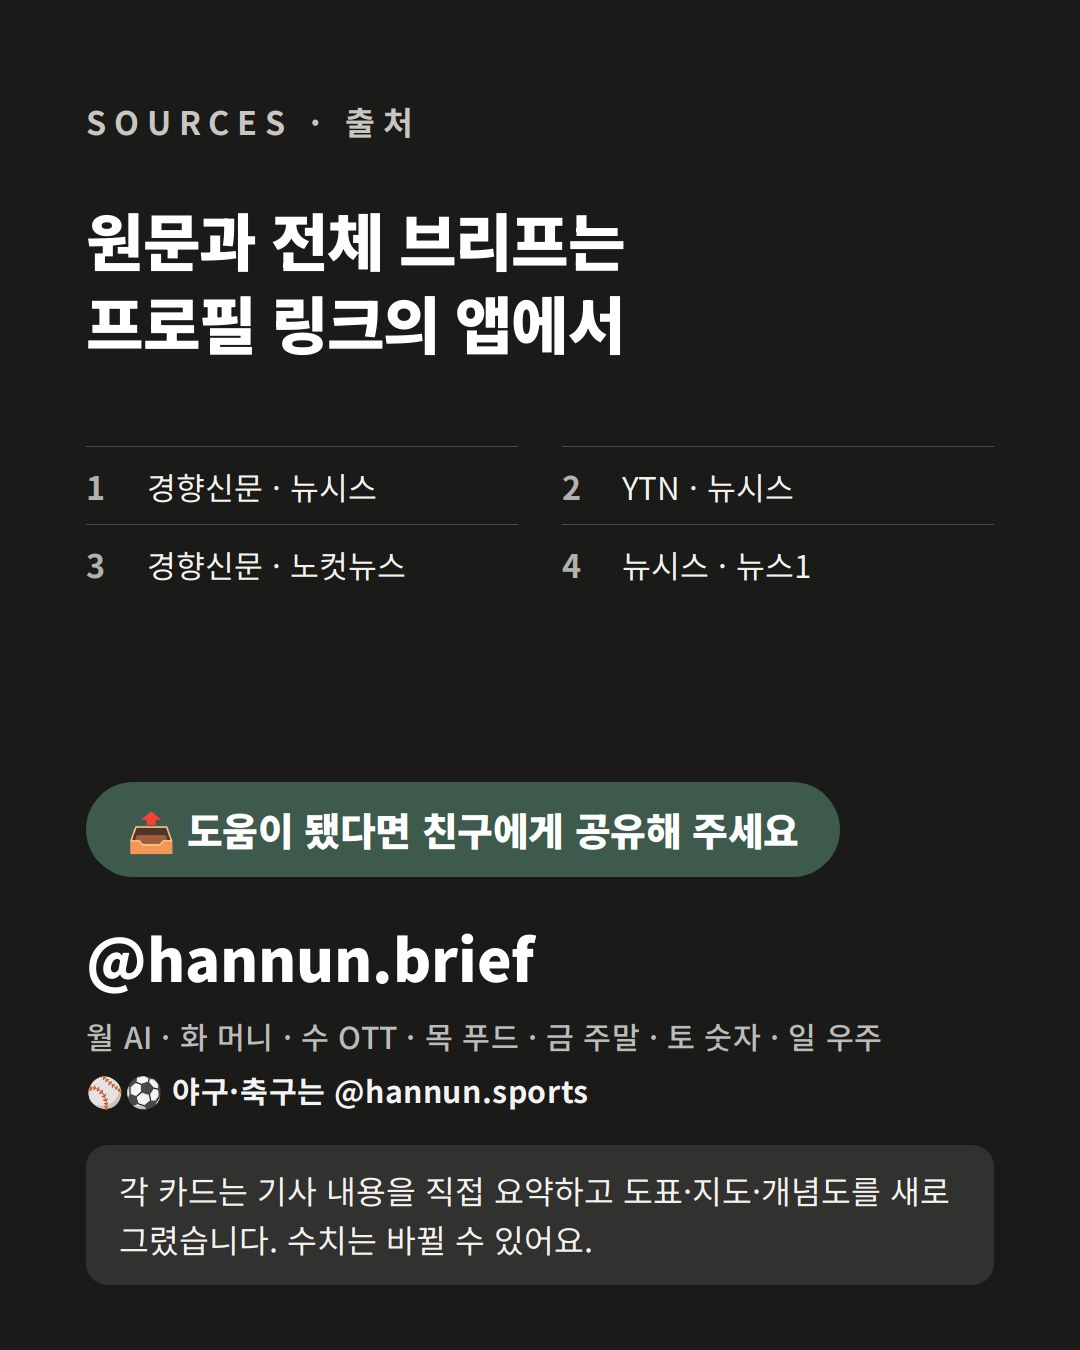 SOURCES · 출처
원문과 전체 브리프는
프로필 링크의 앱에서
1 경향신문 · 뉴시스
2 YTN · 뉴시스
3 경향신문 · 노컷뉴스
4 뉴시스 · 뉴스1
📤 도움이 됐다면 친구에게 공유해 주세요
@hannun.brief
월 AI · 화 머니 · 수 OTT · 목 푸드 · 금 주말 · 토 숫자 · 일 우주
⚾⚽ 야구·축구는 @hannun.sports
각 카드는 기사 내용을 직접 요약하고 도표·지도·개념도를 새로
그렸습니다. 수치는 바뀔 수 있어요.